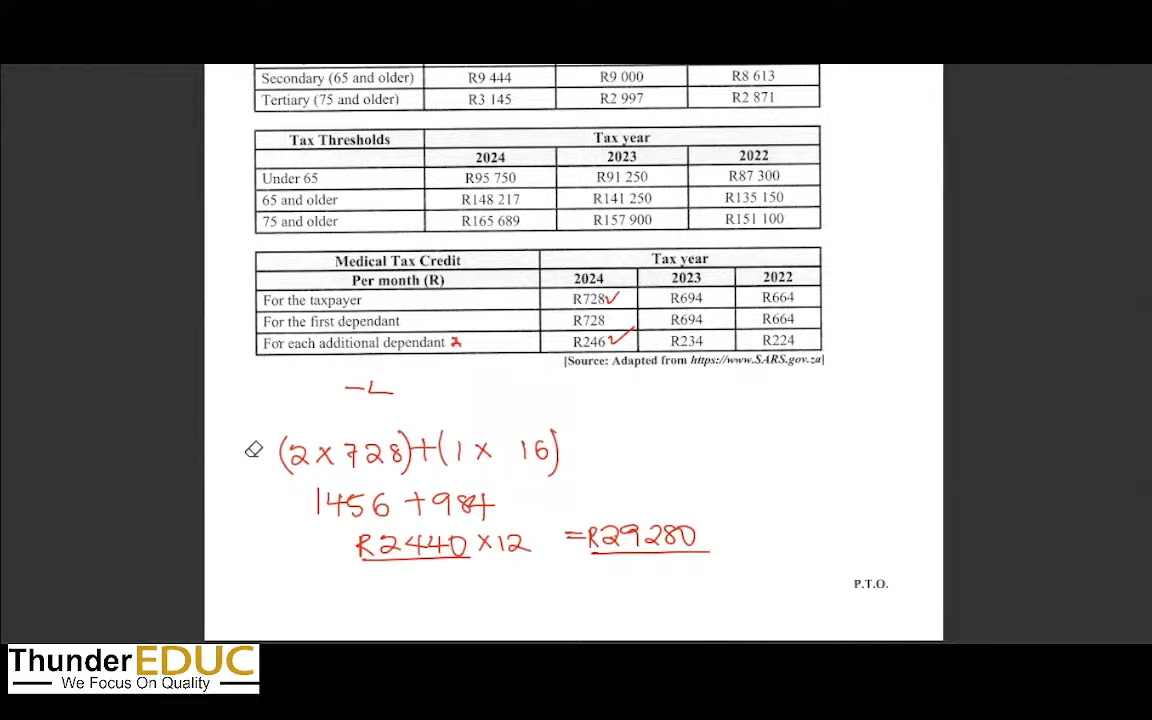 Secondary (65 and older) R9 444 R9 000 R8 613
Tertiary (75 and older) R3 145 R2 997 R2 871
Tax Thresholds Tax year
2024 2023 2022
Under 65 R95 750 R91 250 R87 300
65 and older R148 217 R141 250 R135 150
75 and older R165 689 R157 900 R151 100
Medical Tax Credit Tax year
Per month (R) 2024 2023 2022
For the taxpayer R728 ✓ R694 R664
For the first dependant R728 R694 R664
For each additional dependant R246 ✓ R234 R224
[Source: Adapted from https://www.SARS.gov.za]
(2 x 728) + (1 x 16)
1456 + 984
R2440 x 12 = R29280
P.T.O.
ThunderEDUC
We Focus On Quality